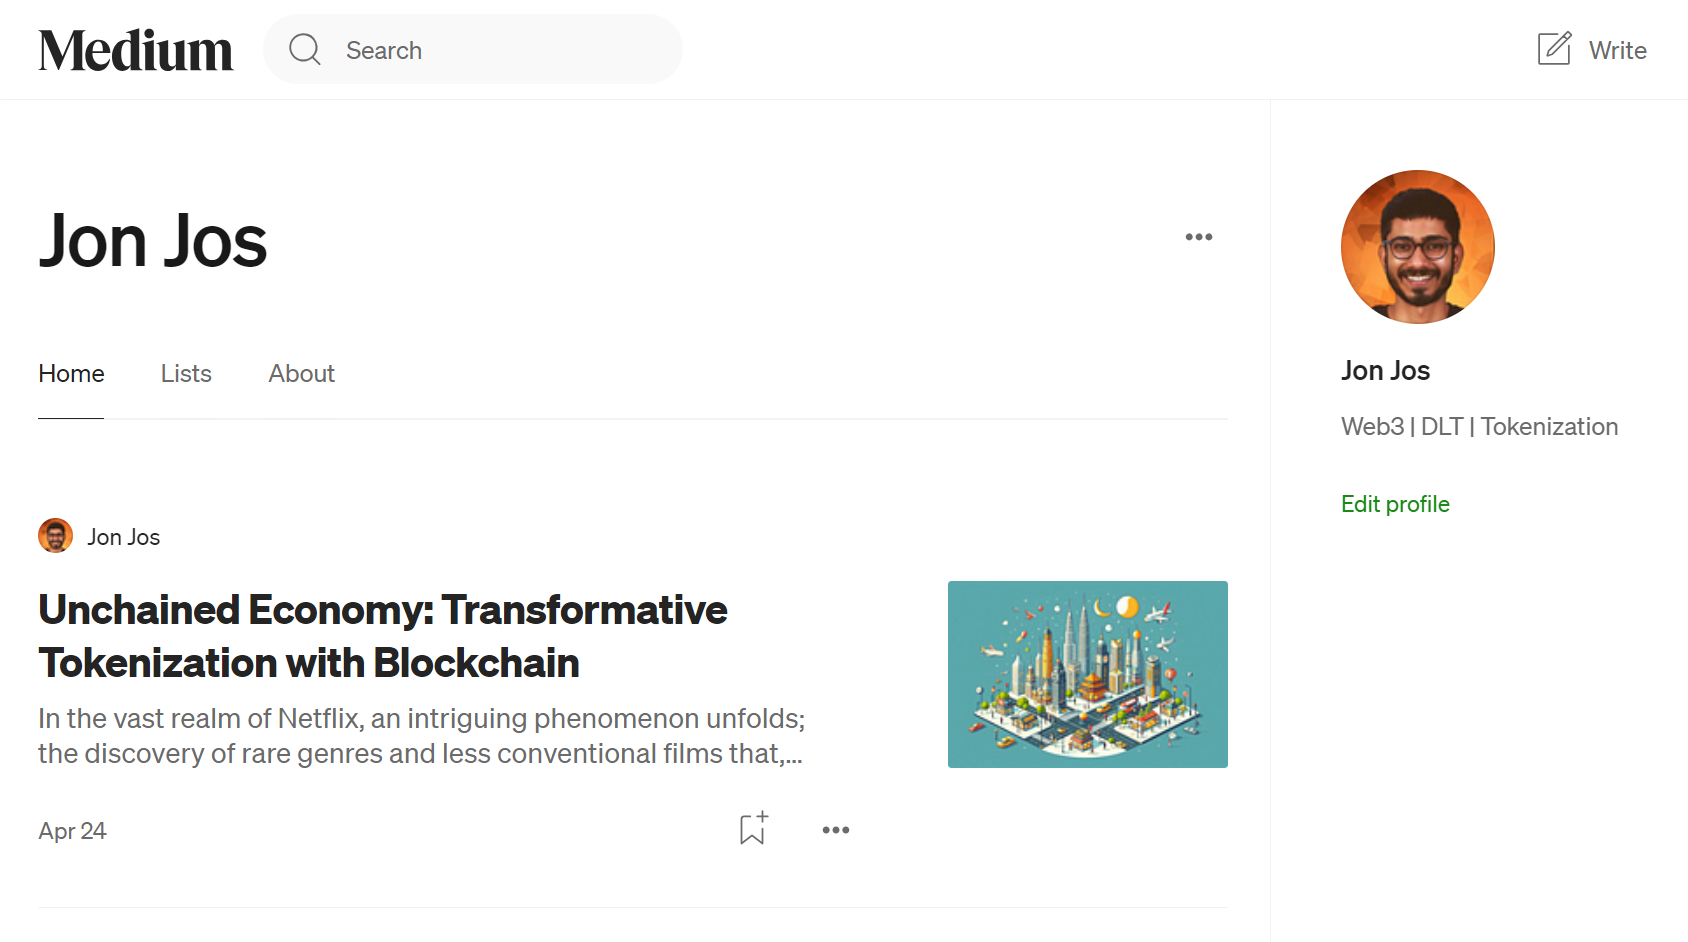 Medium
Search
Write
Jon Jos
Home
Lists
About
Jon Jos
Unchained Economy: Transformative
Tokenization with Blockchain
In the vast realm of Netflix, an intriguing phenomenon unfolds;
the discovery of rare genres and less conventional films that,...
Apr 24
Jon Jos
Web3 | DLT | Tokenization
Edit profile